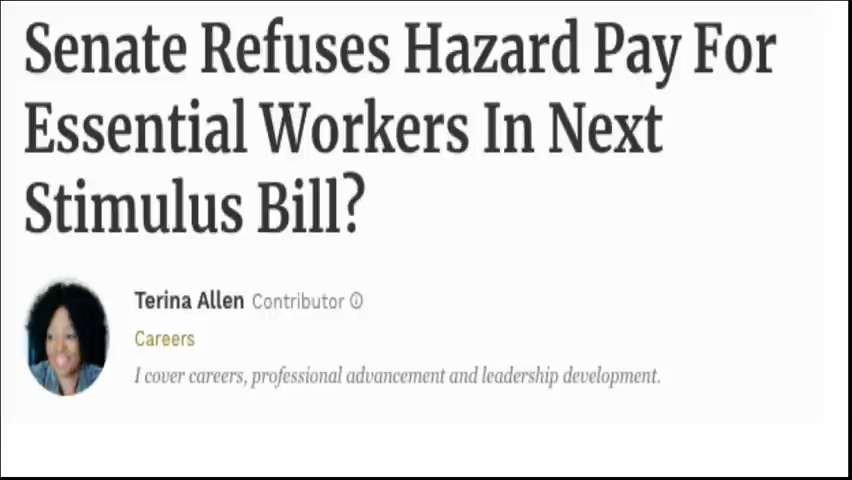 Senate Refuses Hazard Pay For
Essential Workers In Next
Stimulus Bill?
Terina Allen Contributor
Careers
I cover careers, professional advancement and leadership development.